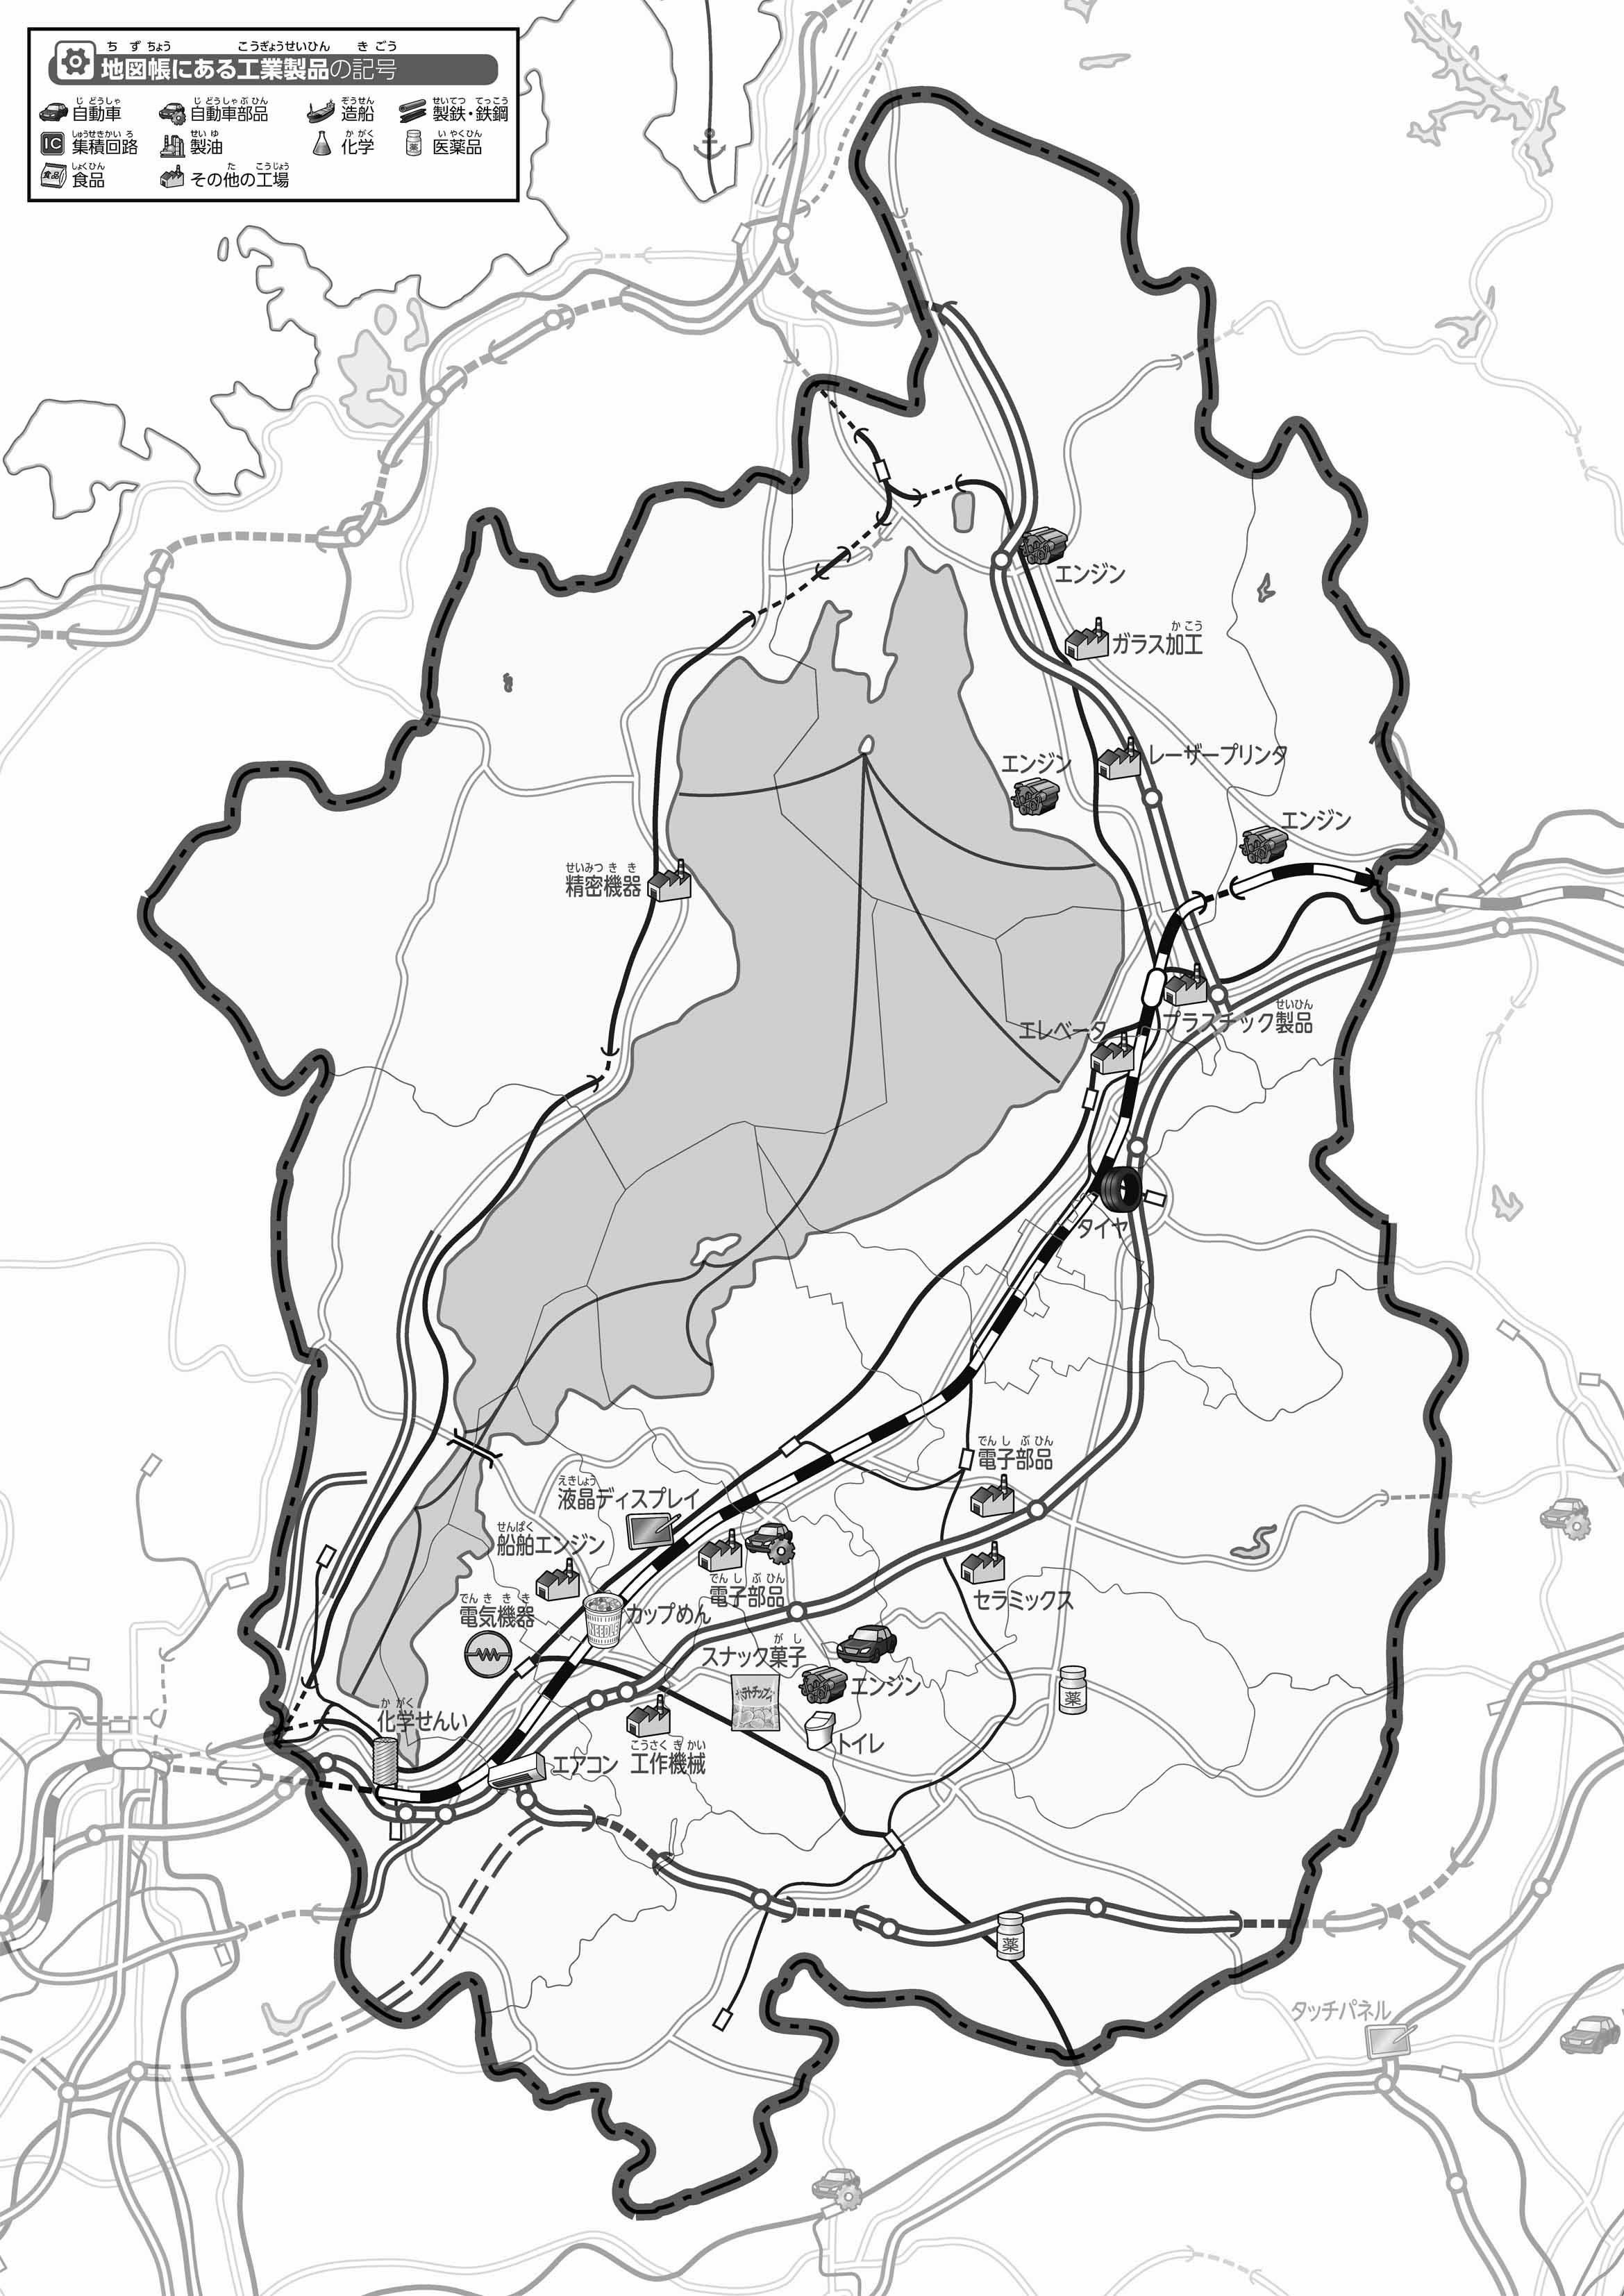 ち ず ちょう こうぎょうせいひん き ごう
地図帳にある工業製品の記号
じ どうしゃ じ どうしゃ ぶ ひん ぞうせん せいてつ てっこう
自動車 自動車部品 造船 製鉄・鉄鋼
しゅうせきかい ろ せい ゆ か がく い やくひん
IC 集積回路 製油 化学 薬 医薬品
しょくひん た こうじょう
食品 食品 その他の工場
エンジン
か こう
ガラス加工
レーザープリンタ
エンジン
エンジン
せいみつ き き
精密機器
せいひん
プラスチック製品
エレベータ
タイヤ
でん し ぶ ひん
電子部品
えきしょう
液晶ディスプレイ
せんぱく
船舶エンジン
でん し ぶ ひん
電子部品
セラミックス
でん き き き
電気機器
カップめん
NEEDLE
が し
スナック菓子
ポテトチップス
エンジン
薬
か がく
化学せんい
トイレ
こうさく き かい
工作機械
エアコン
薬
タッチパネル